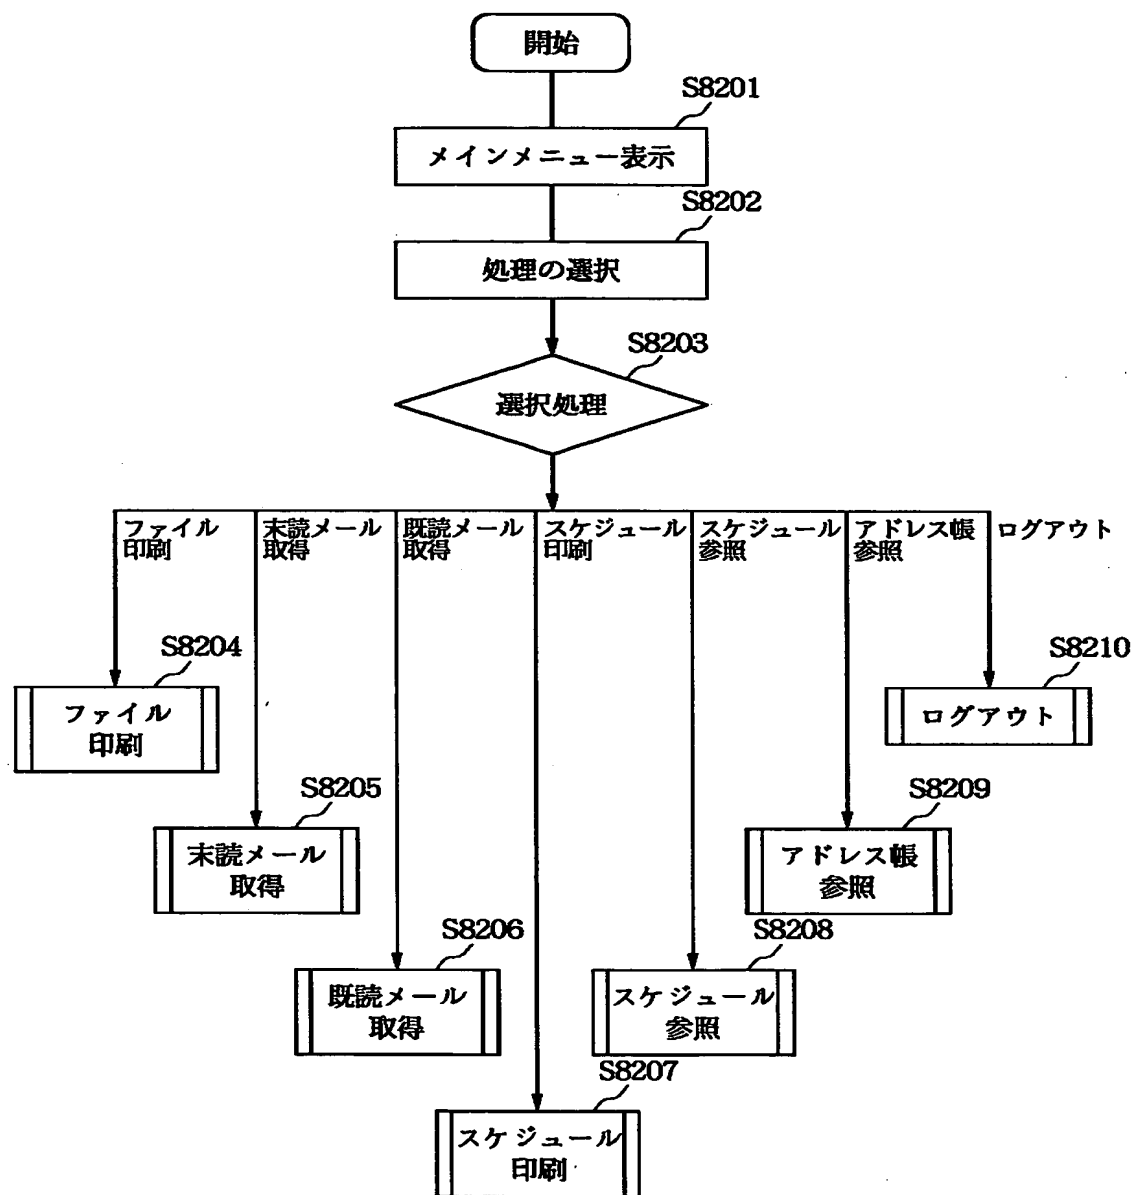 開始
S8201
メインメニュー表示
S8202
処理の選択
S8203
選択処理
ファイル
印刷
末読メール
取得
既読メール
取得
スケジュール
印刷
スケジュール
参照
アドレス帳
参照
ログアウト
S8204
ファイル
印刷
S8210
ログアウト
S8205
末読メール
取得
S8209
アドレス帳
参照
S8206
既読メール
取得
S8208
スケジュール
参照
S8207
スケジュール
印刷